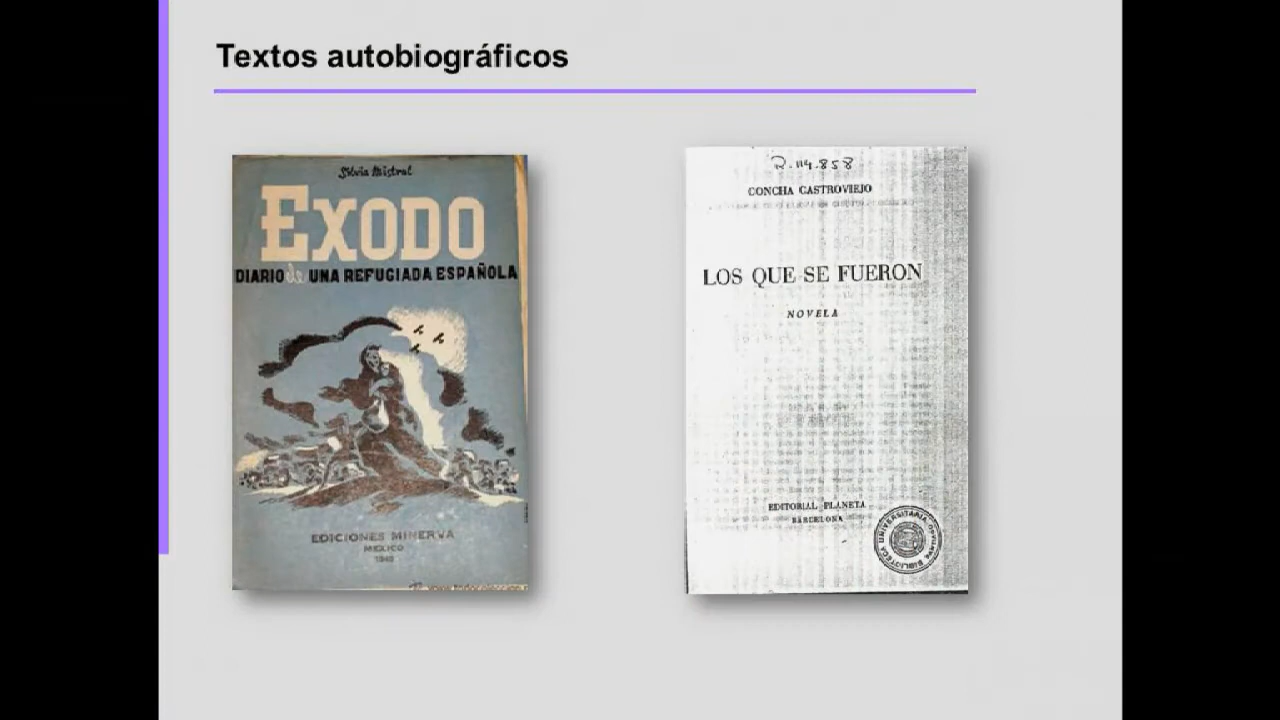 Textos autobiográficos
Silvia Mistral
EXODO
DIARIO de UNA REFUGIADA ESPAÑOLA
EDICIONES MINERVA
MEXICO
R. 114.858
CONCHA CASTROVIEJO
LOS QUE SE FUERON
NOVELA
EDITORIAL PLANETA
BARCELONA